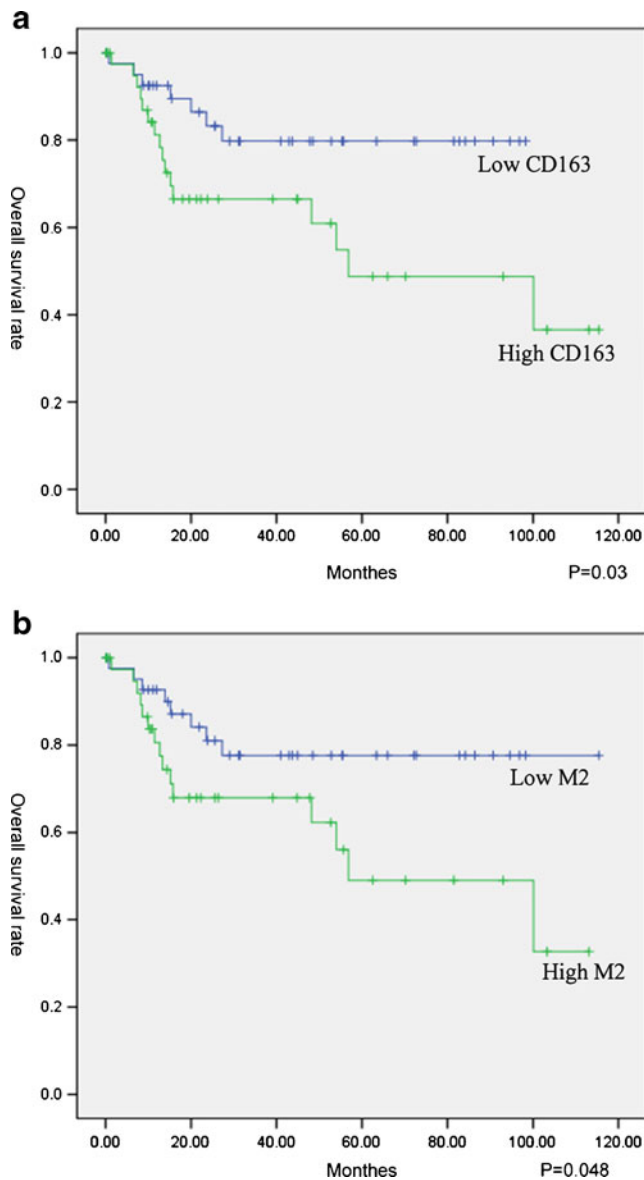 a
1.0
0.8
Low CD163
0.6
Overall survival rate
0.4
High CD163
0.2
0.0
0.00 20.00 40.00 60.00 80.00 100.00 120.00
Monthes P=0.03
b
1.0
0.8
Low M2
0.6
Overall survival rate
0.4
High M2
0.2
0.0
0.00 20.00 40.00 60.00 80.00 100.00 120.00
Monthes P=0.048